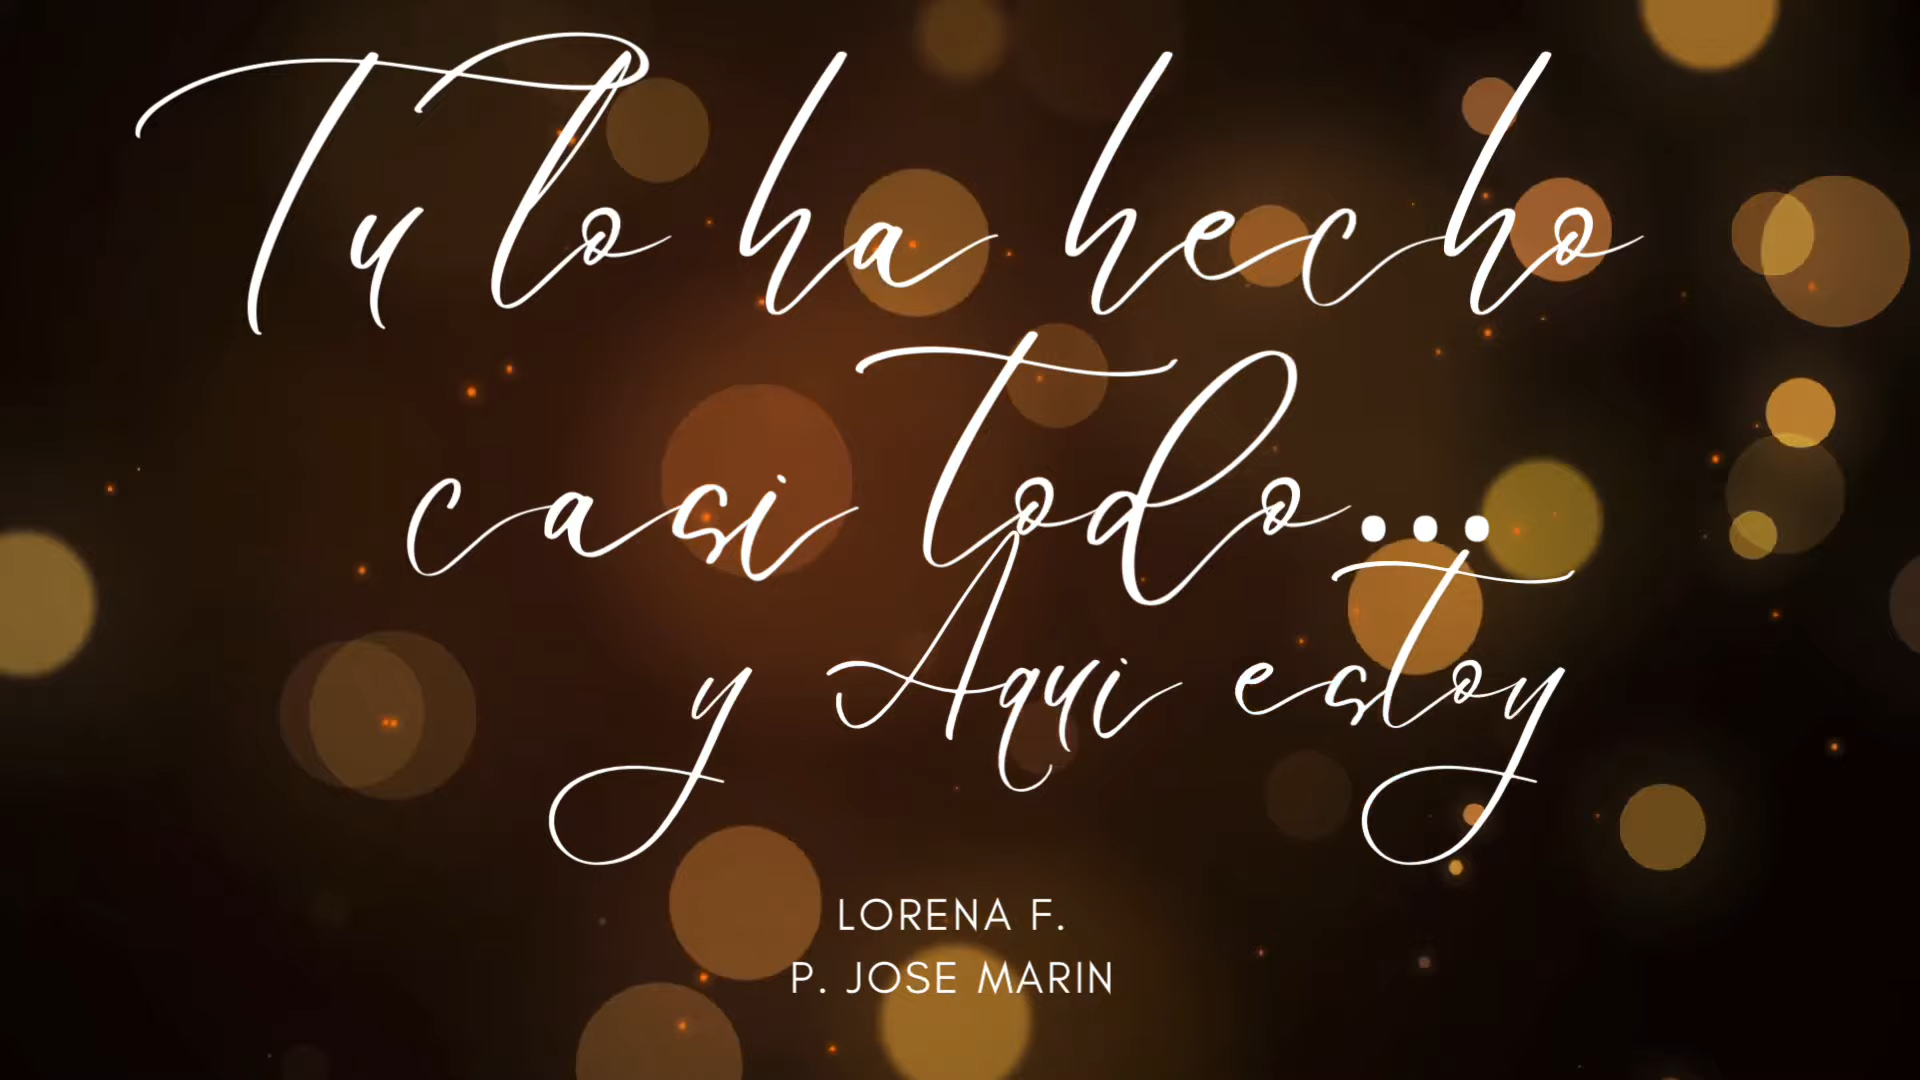 Tu lo ha hecho
casi todo...
y Aqui estoy
LORENA F.
P. JOSE MARIN